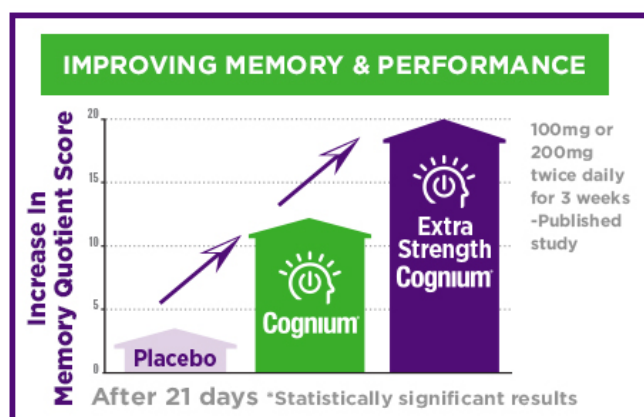 IMPROVING MEMORY & PERFORMANCE
Increase In
Memory Quotient Score
20
15
10
5
0
Placebo
Cognium
Extra
Strength
Cognium
100mg or
200mg
twice daily
for 3 weeks
-Published
study
After 21 days *Statistically significant results